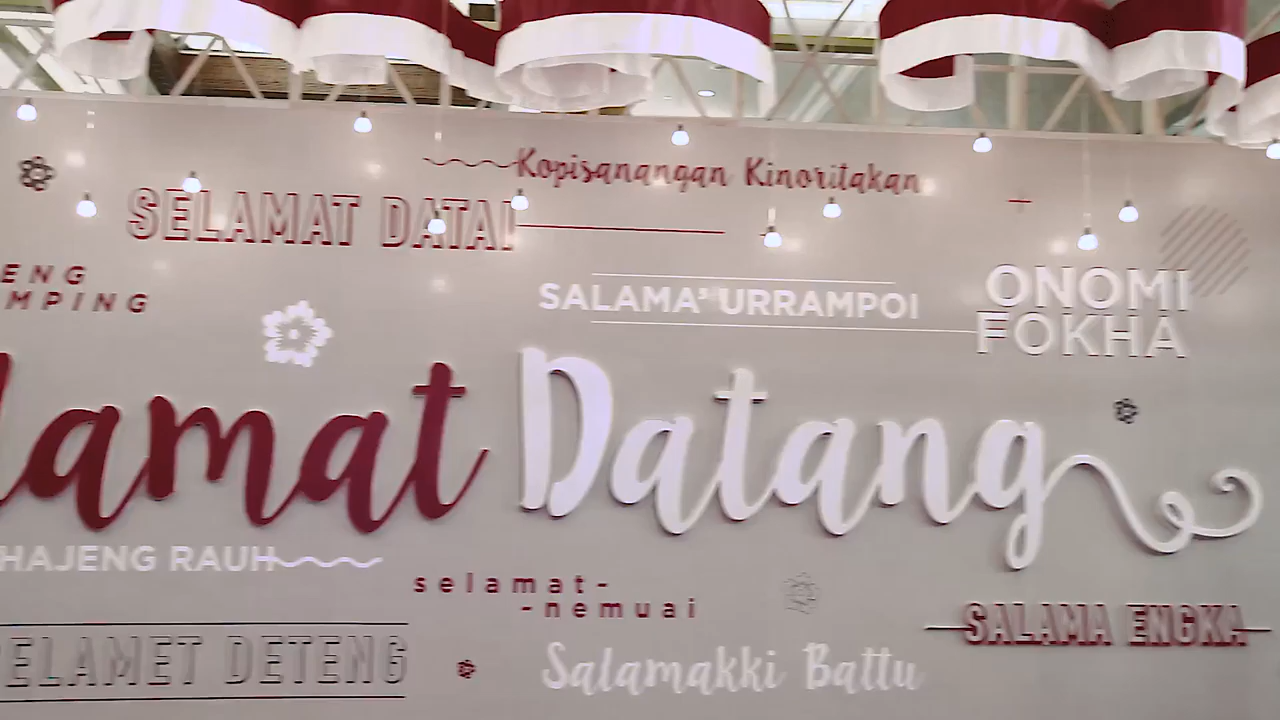 Kopisanangan Kinoritakan
SELAMAT DATAI
ENG
MPING
SALAMA' URRAMPOI
ONOMI
FOKHA
lamat Datang
HAJENG RAUH
selamat-
-nemuai
SALAMA ENGKA
ELAMET DETENG
Salamakki Battu